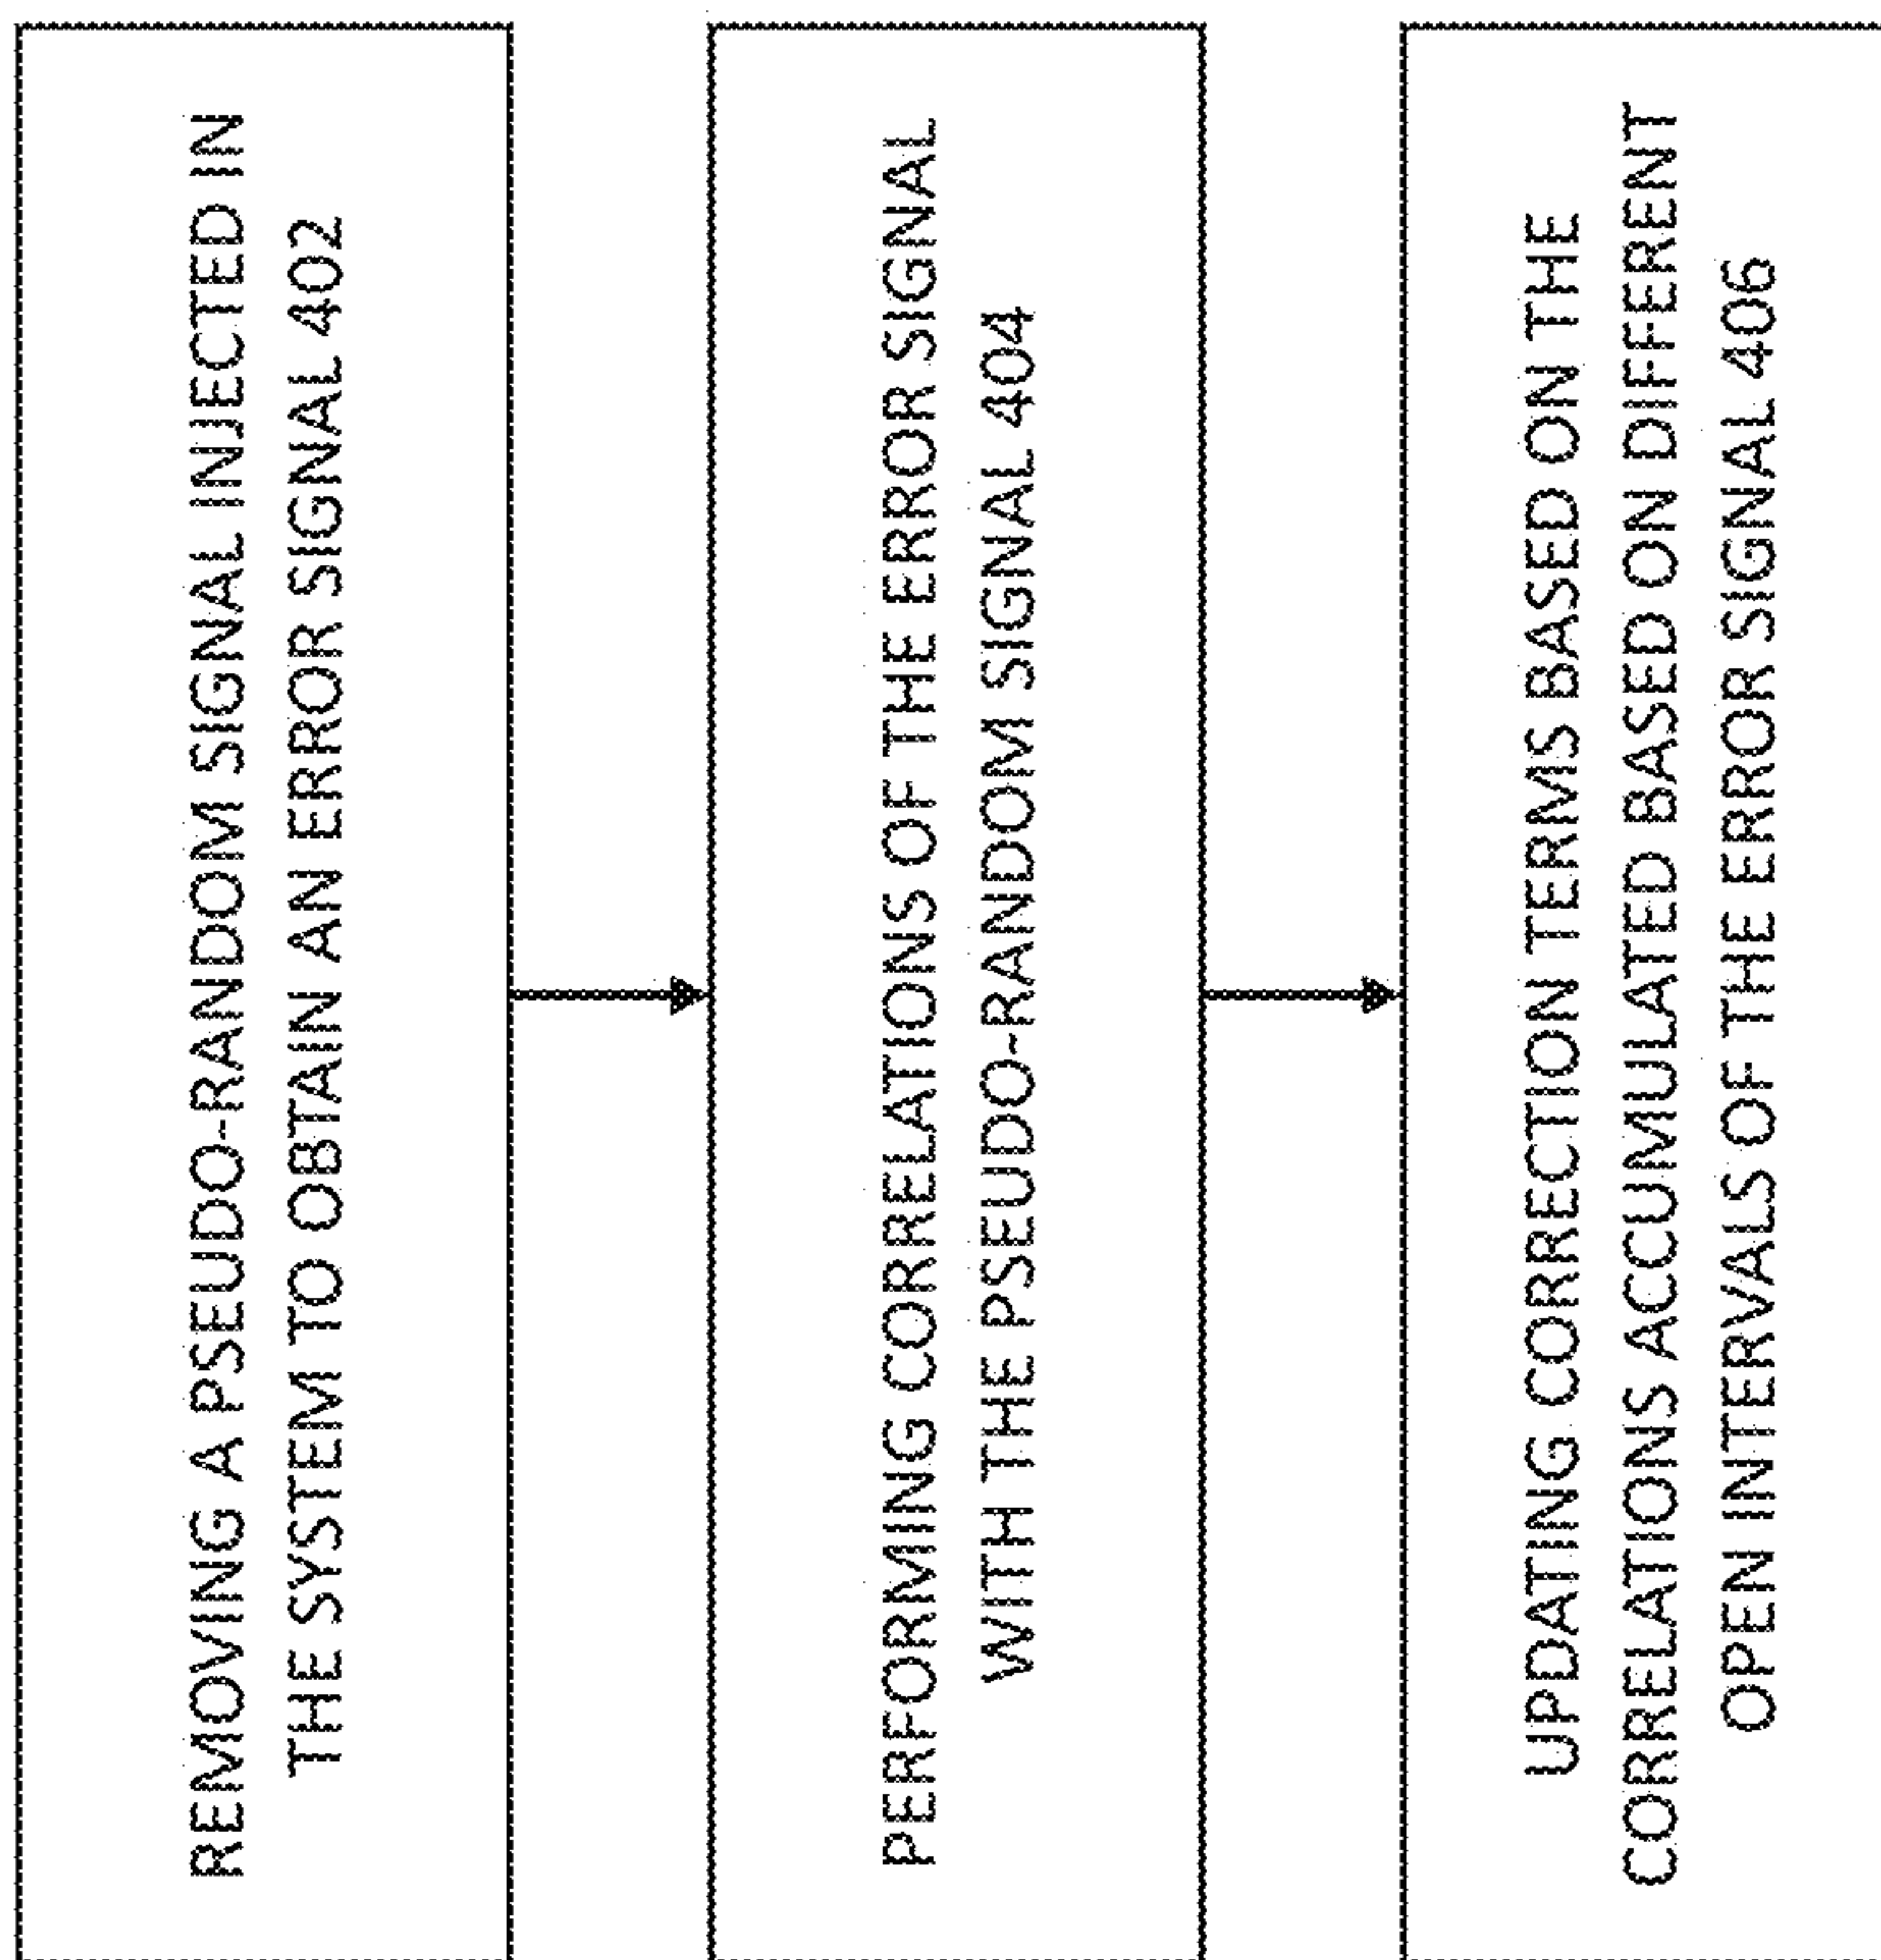 REMOVING A PSEUDO-RANDOM SIGNAL INJECTED IN
THE SYSTEM TO OBTAIN AN ERROR SIGNAL 402
PERFORMING CORRELATIONS OF THE ERROR SIGNAL
WITH THE PSEUDO-RANDOM SIGNAL 404
UPDATING CORRECTION TERMS BASED ON THE
CORRELATIONS ACCUMULATED BASED ON DIFFERENT
OPEN INTERVALS OF THE ERROR SIGNAL 406